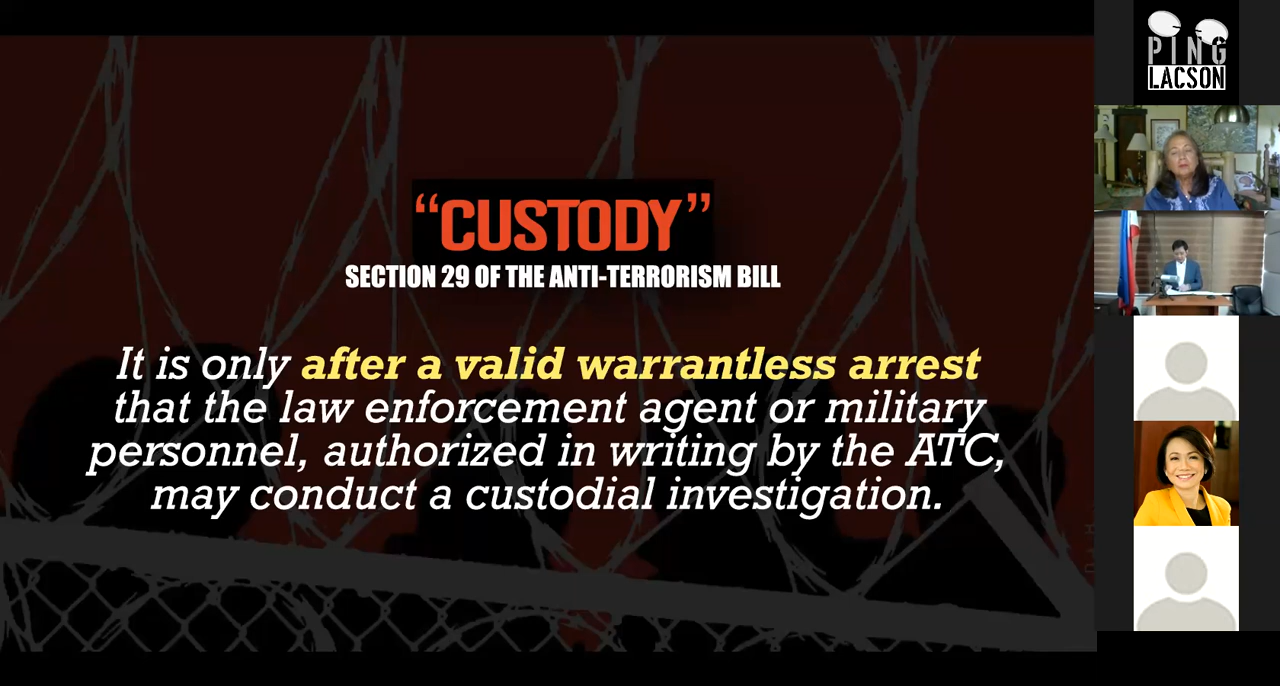 “CUSTODY”
SECTION 29 OF THE ANTI-TERRORISM BILL
It is only after a valid warrantless arrest
that the law enforcement agent or military
personnel, authorized in writing by the ATC,
may conduct a custodial investigation.
PING
LACSON